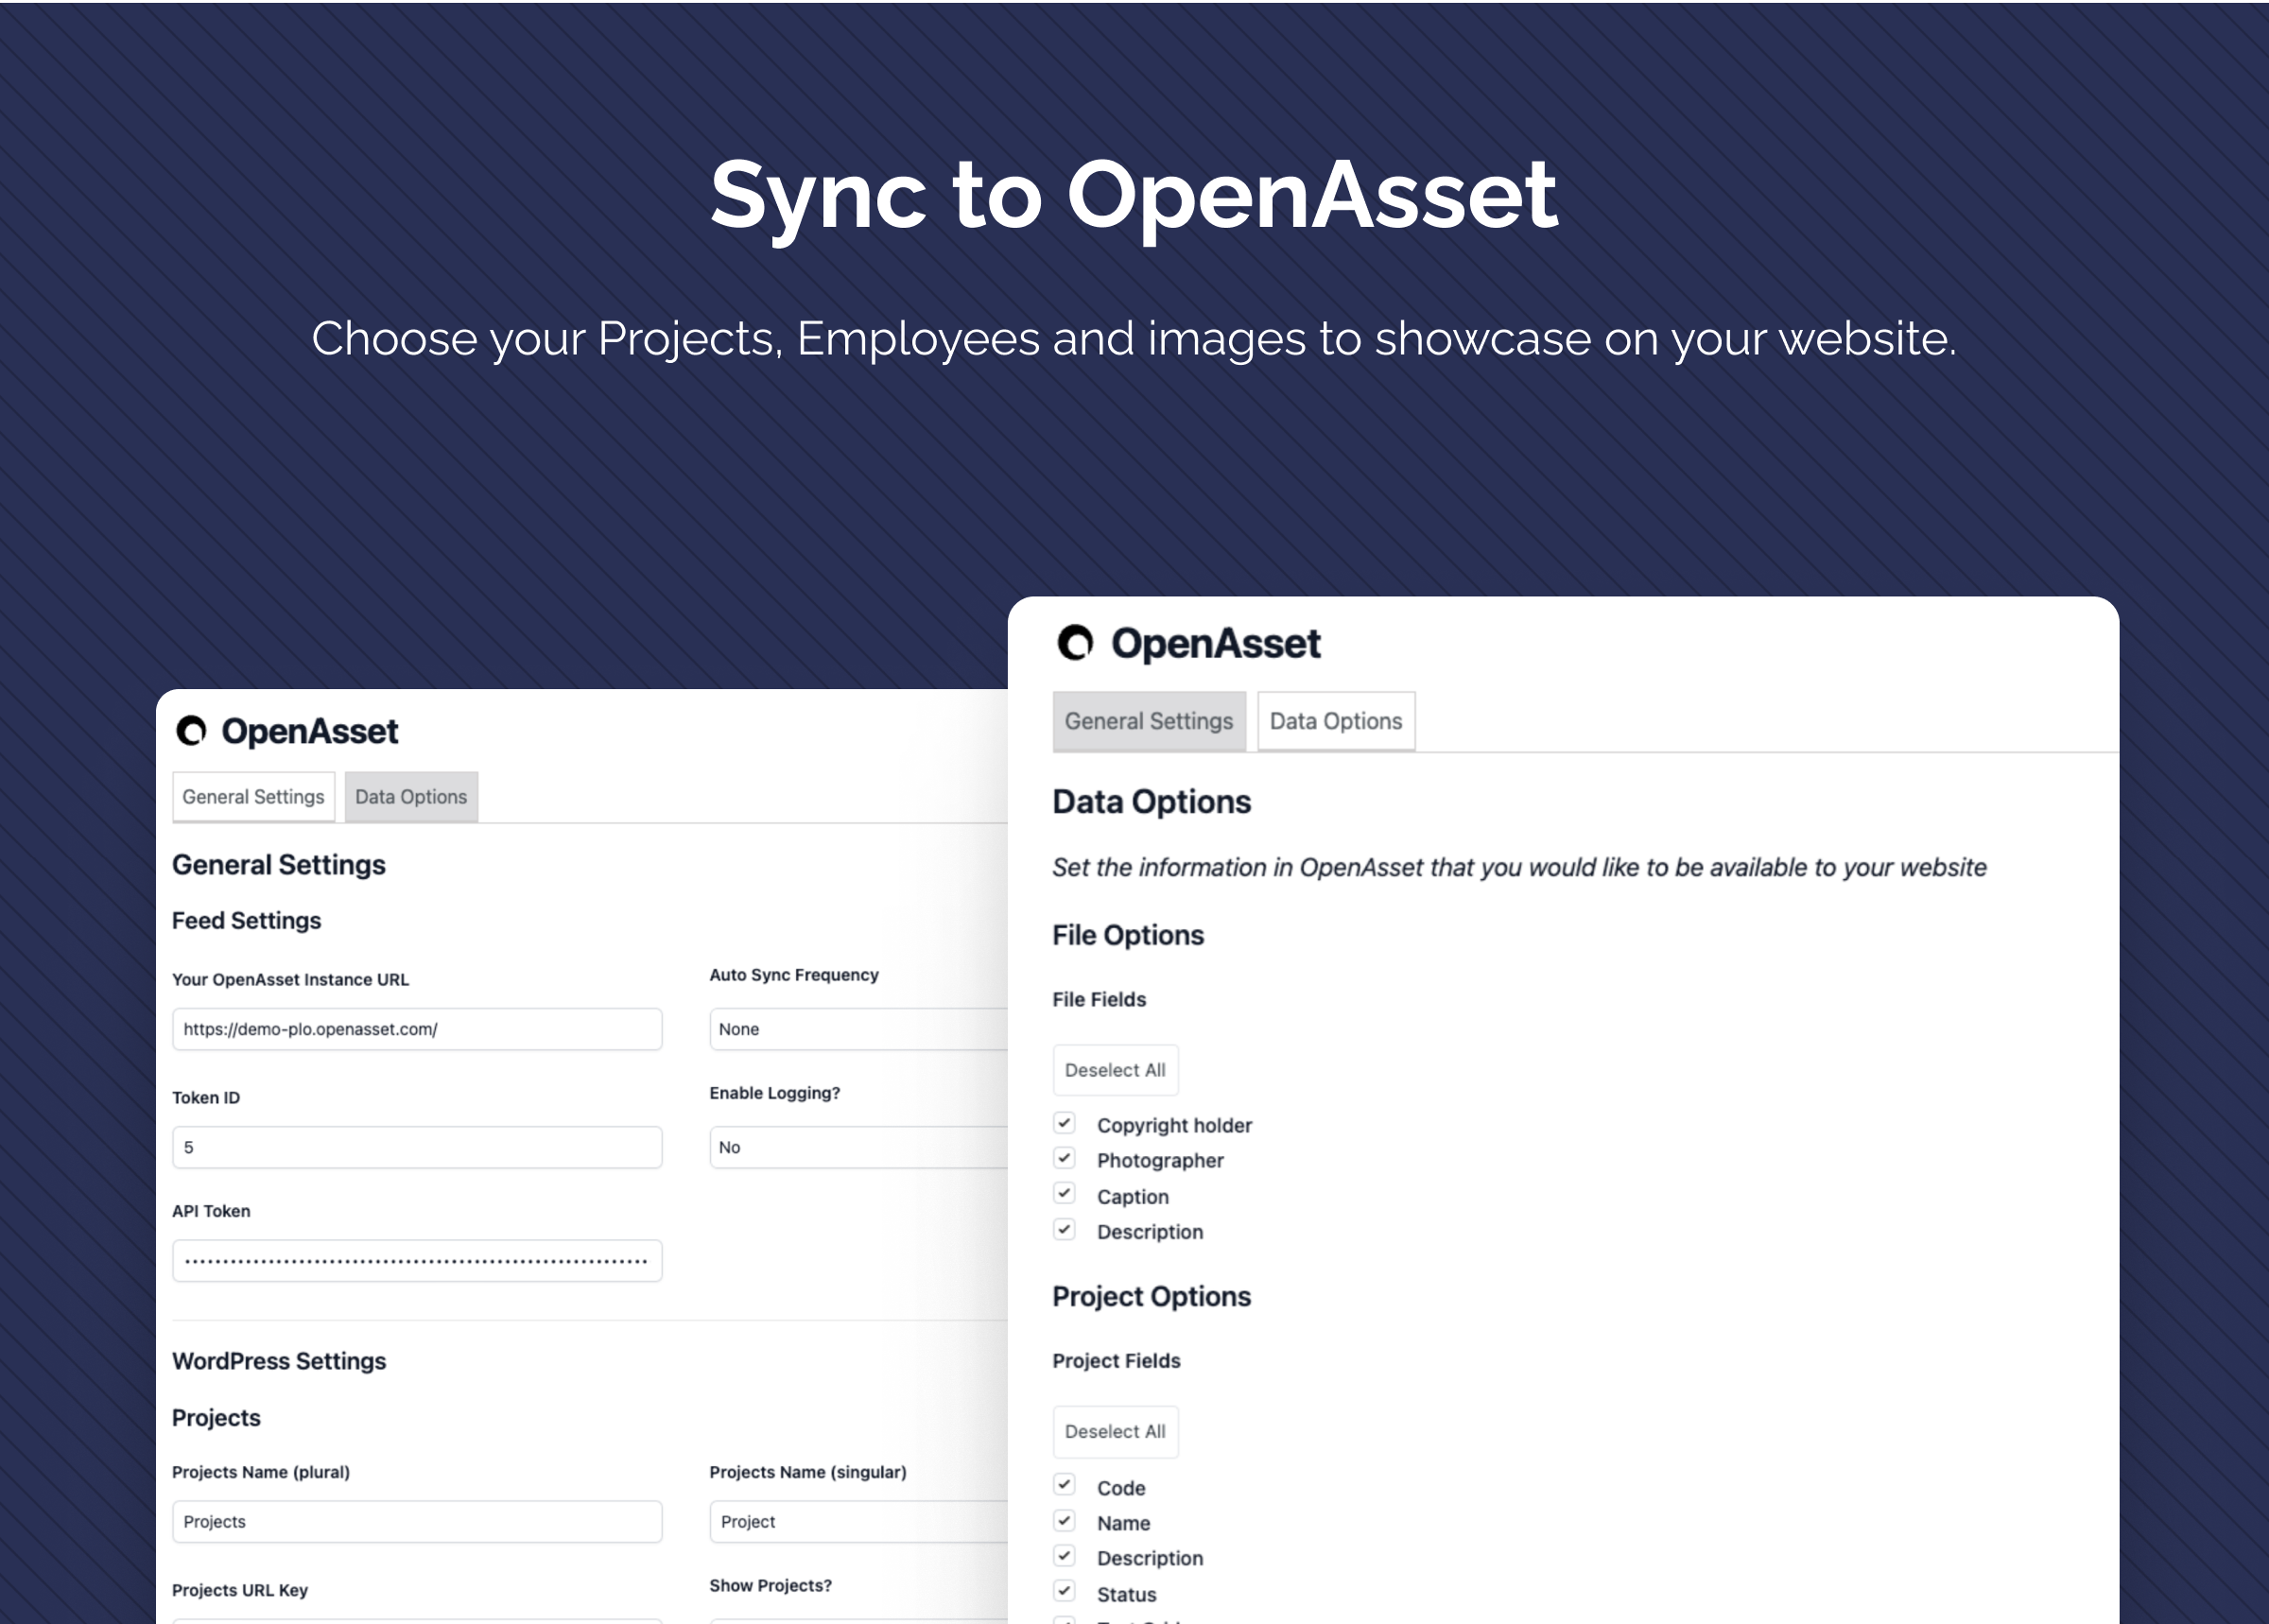 Sync to OpenAsset
Choose your Projects, Employees and images to showcase on your website.
OpenAsset
General Settings
Data Options
General Settings
Feed Settings
Your OpenAsset Instance URL
Auto Sync Frequency
https://demo-plo.openasset.com/
None
Token ID
Enable Logging?
5
No
API Token
WordPress Settings
Projects
Projects Name (plural)
Projects Name (singular)
Projects
Project
Projects URL Key
Show Projects?
OpenAsset
General Settings
Data Options
Data Options
Set the information in OpenAsset that you would like to be available to your website
File Options
File Fields
Deselect All
Copyright holder
Photographer
Caption
Description
Project Options
Project Fields
Deselect All
Code
Name
Description
Status